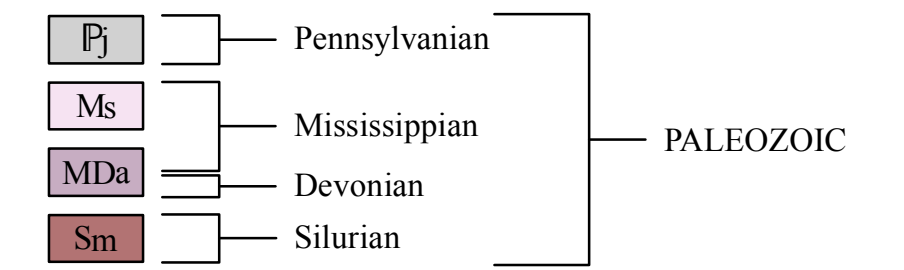 ℙj Pennsylvanian
Ms
Mississippian
PALEOZOIC
MDa
Devonian
Sm Silurian